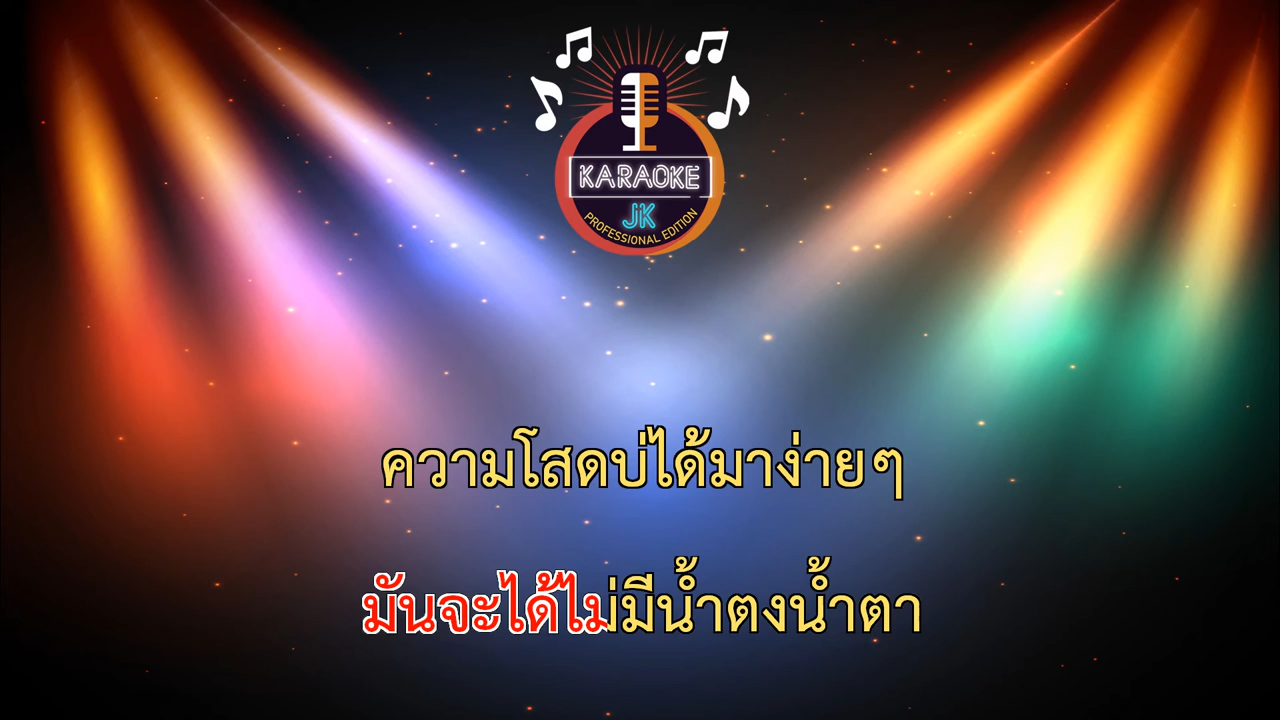 KARAOKE
JK
PROFESSIONAL EDITION
ความโสดบ่ได้มาง่ายๆ
มันจะได้ไม่มีน้ำตงน้ำตา